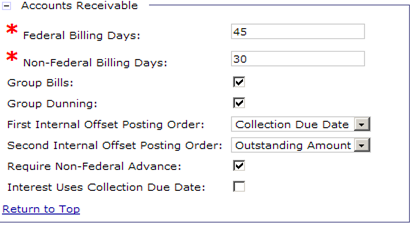 Accounts Receivable
* Federal Billing Days: 45
* Non-Federal Billing Days: 30
Group Bills:
Group Dunning:
First Internal Offset Posting Order: Collection Due Date
Second Internal Offset Posting Order: Outstanding Amount
Require Non-Federal Advance:
Interest Uses Collection Due Date:
Return to Top